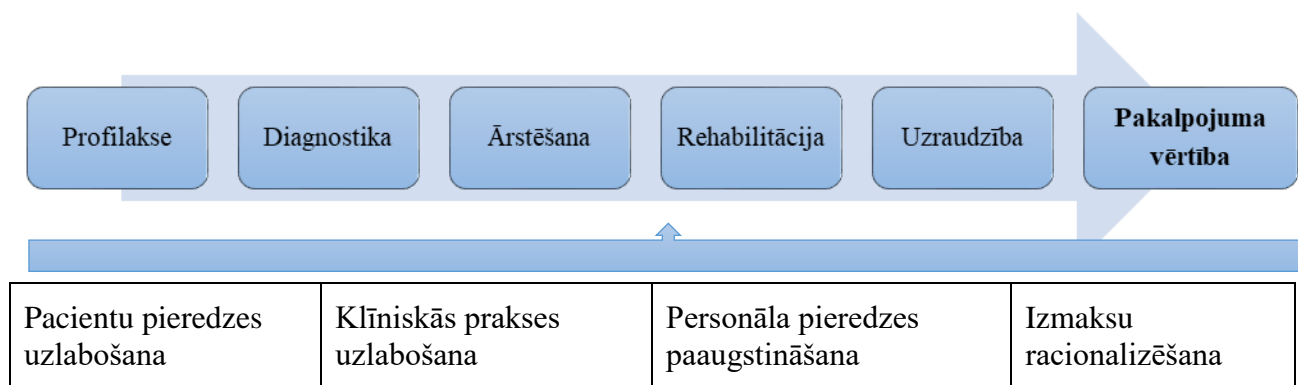 Profilakse
Diagnostika
Ārstēšana
Rehabilitācija
Uzraudzība
Pakalpojuma
vērtība
Pacientu pieredzes
uzlabošana
Klīniskās prakses
uzlabošana
Personāla pieredzes
paaugstināšana
Izmaksu
racionalizēšana